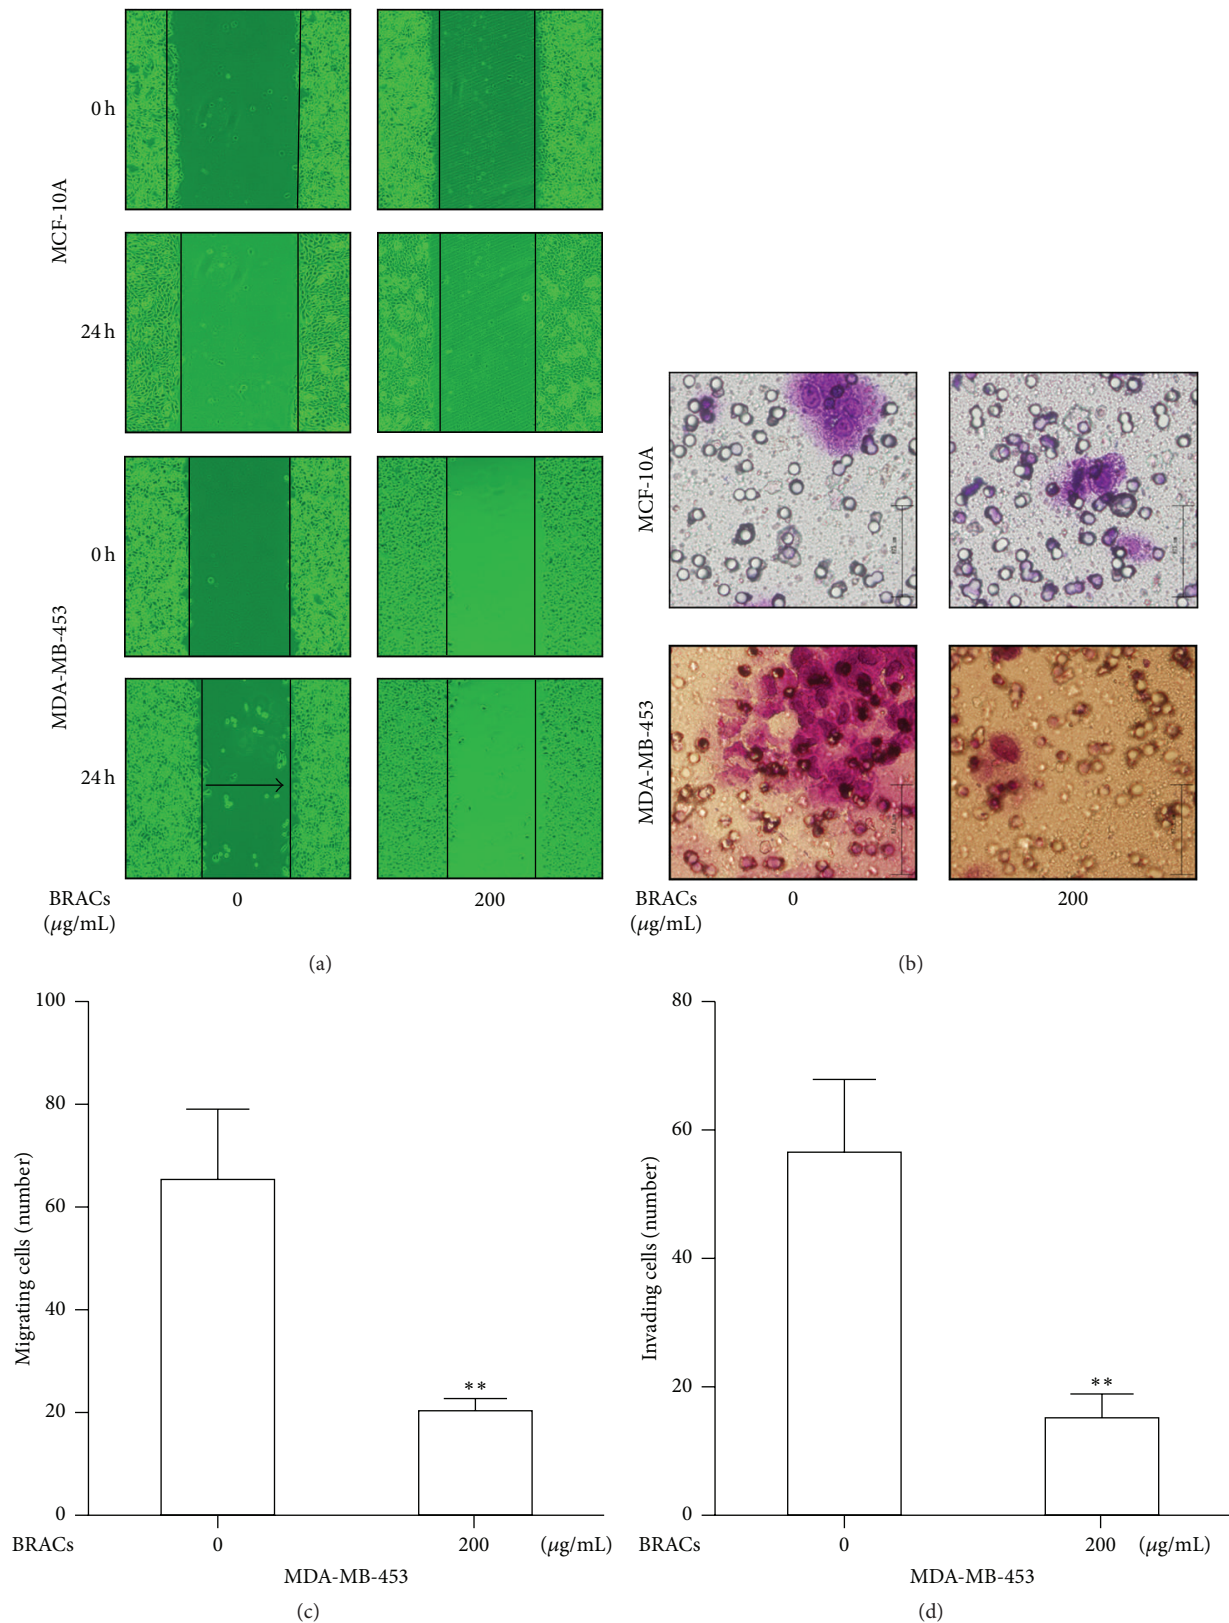 0 h
MCF-10A
24 h
0 h
MDA-MB-453
24 h
BRACs
(μg/mL)
0
200
(a)
MCF-10A
MDA-MB-453
BRACs
(μg/mL)
0
200
(b)
100
80
60
40
20
0
Migrating cells (number)
**
BRACs
0
200
(μg/mL)
MDA-MB-453
(c)
80
60
40
20
0
Invading cells (number)
**
BRACs
0
200
(μg/mL)
MDA-MB-453
(d)